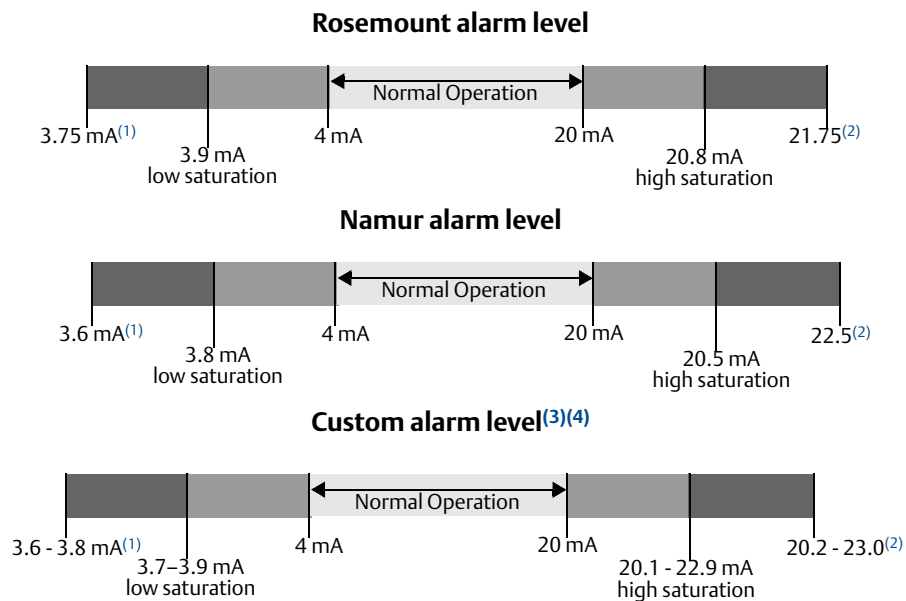 Rosemount alarm level
Normal Operation
3.75 mA(1)
4 mA
20 mA
21.75(2)
3.9 mA
low saturation
20.8 mA
high saturation
Namur alarm level
Normal Operation
3.6 mA(1)
4 mA
20 mA
22.5(2)
3.8 mA
low saturation
20.5 mA
high saturation
Custom alarm level(3)(4)
Normal Operation
3.6 - 3.8 mA(1)
4 mA
20 mA
20.2 - 23.0(2)
3.7–3.9 mA
low saturation
20.1 - 22.9 mA
high saturation